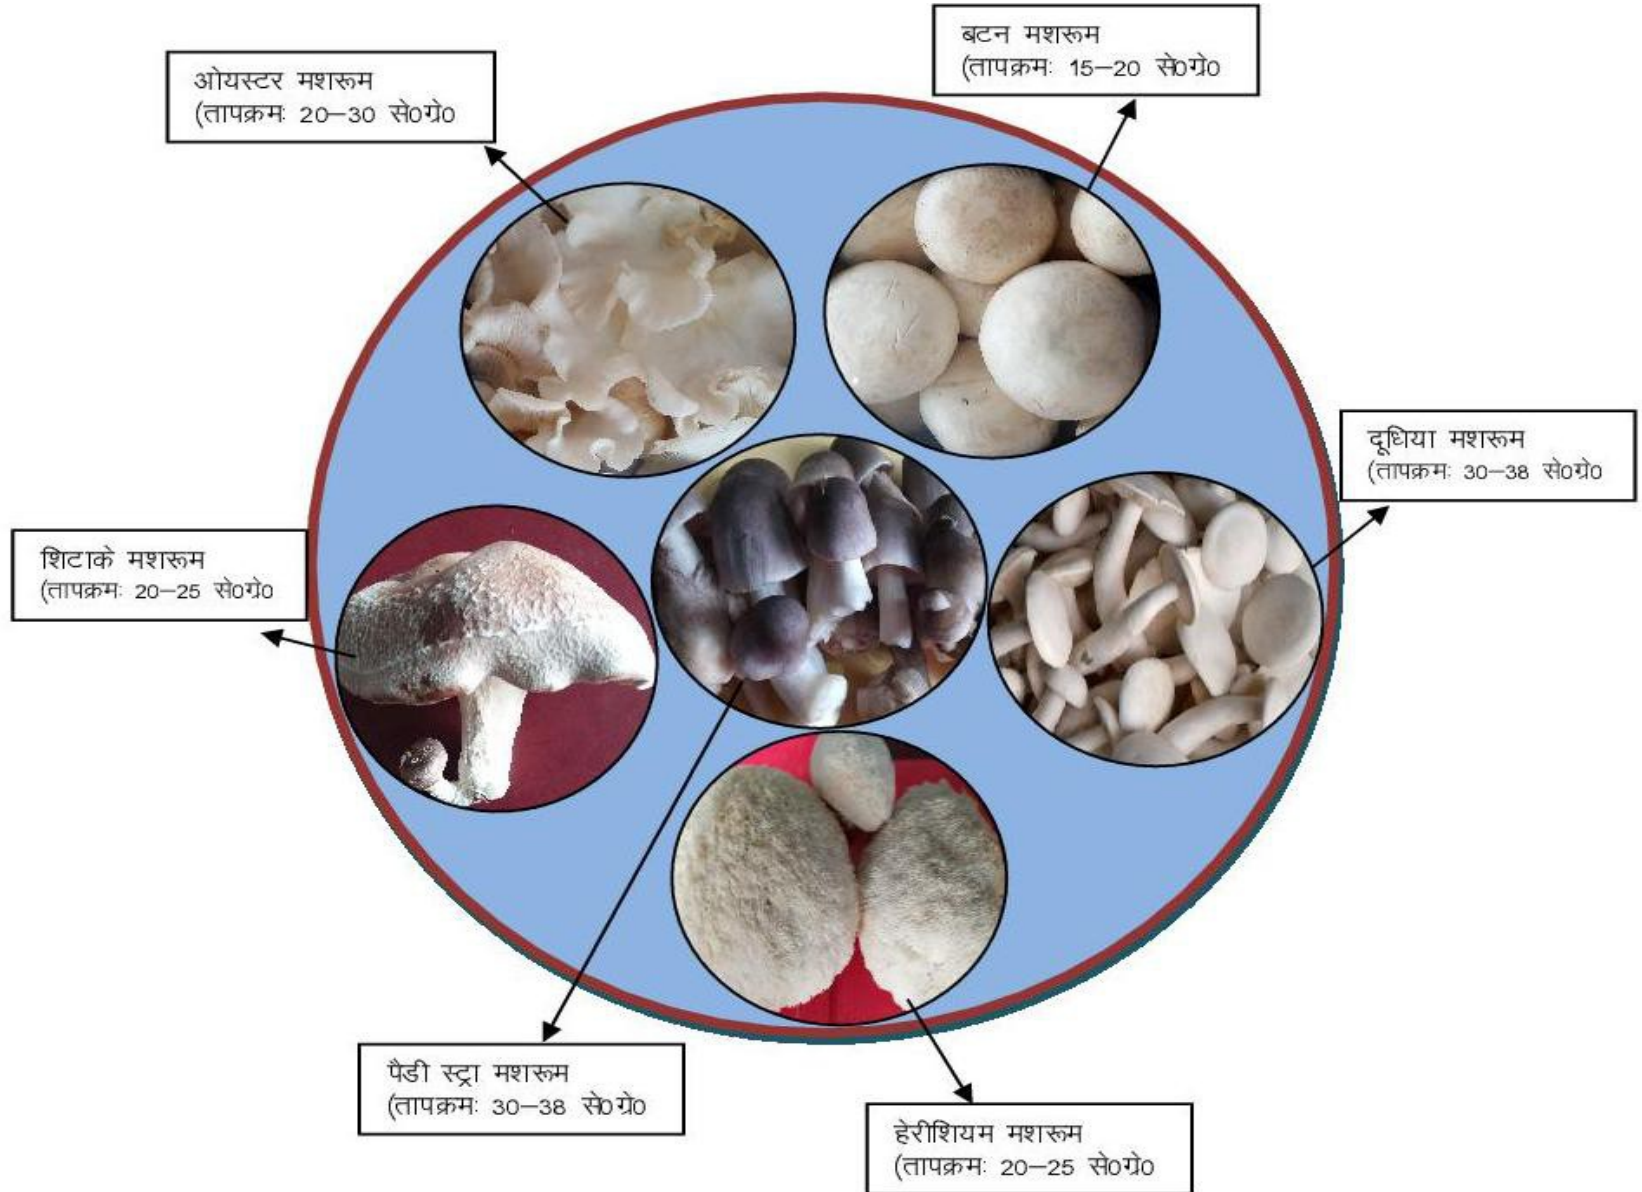 बटन मशरूम
(तापक्रमः 15–20 से0ग्रे0
ओयस्टर मशरूम
(तापक्रमः 20–30 से0ग्रे0
दूधिया मशरूम
(तापक्रमः 30–38 से0ग्रे0
शिटाके मशरूम
(तापक्रमः 20–25 से0ग्रे0
पैडी स्ट्रा मशरूम
(तापक्रमः 30–38 से0ग्रे0
हेरीशियम मशरूम
(तापक्रमः 20–25 से0ग्रे0